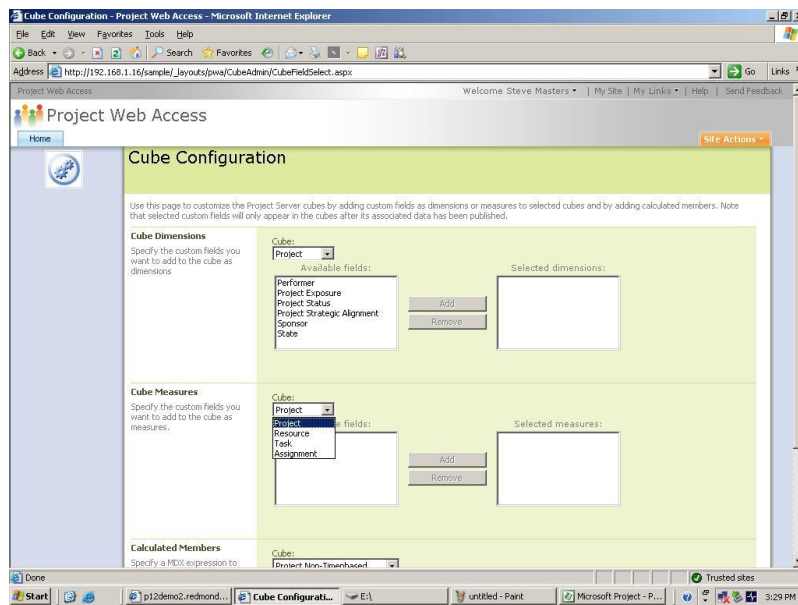 Cube Configuration - Project Web Access - Microsoft Internet Explorer
File Edit View Favorites Tools Help
Back Search Favorites
Address http://192.168.1.16/sample/_layouts/pwa/CubeAdmin/CubeFieldSelect.aspx Go Links
Project Web Access Welcome Steve Masters | My Site | My Links | Help | Send Feedback
Project Web Access
Home Site Actions
Cube Configuration
Use this page to customize the Project Server cubes by adding custom fields as dimensions or measures to selected cubes and by adding calculated members. Note
that selected custom fields will only appear in the cubes after its associated data has been published.
Cube Dimensions
Specify the custom fields you
want to add to the cube as
dimensions
Cube:
Project
Available fields: Selected dimensions:
Performer
Project Exposure
Project Status
Project Strategic Alignment
Sponsor
State
Add
Remove
Cube Measures
Specify the custom fields you
want to add to the cube as
measures.
Cube:
Project
Project
Resource
Task
Assignment
e fields: Selected measures:
Add
Remove
Calculated Members
Specify a MDX expression to
Cube:
Project Non-Timephased
Done Trusted sites
Start p12demo2.redmond... Cube Configurati... E:\ untitled - Paint Microsoft Project - P... 3:29 PM